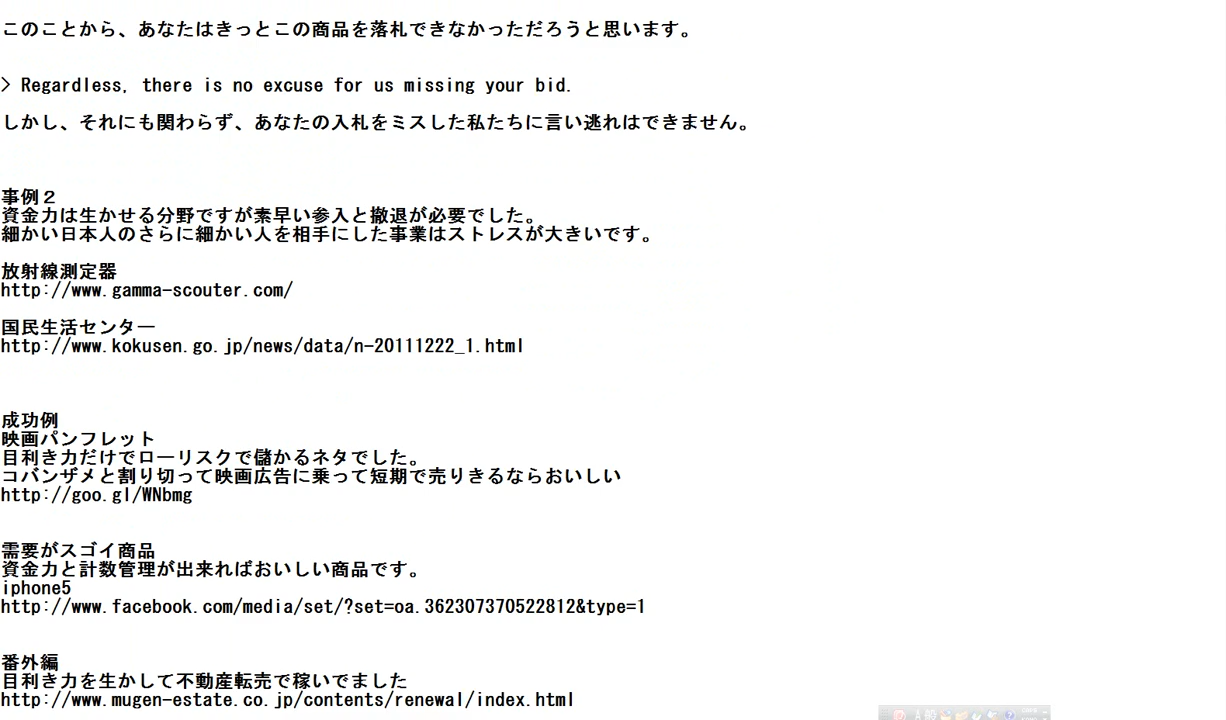 このことから、あなたはきっとこの商品を落札できなかっただろうと思います。
> Regardless, there is no excuse for us missing your bid.
しかし、それにも関わらず、あなたの入札をミスした私たちに言い逃れはできません。
事例２
資金力は生かせる分野ですが素早い参入と撤退が必要でした。
細かい日本人のさらに細かい人を相手にした事業はストレスが大きいです。
放射線測定器
http://www.gamma-scouter.com/
国民生活センター
http://www.kokusen.go.jp/news/data/n-20111222_1.html
成功例
映画パンフレット
目利き力だけでローリスクで儲かるネタでした。
コバンザメと割り切って映画広告に乗って短期で売りきるならおいしい
http://goo.gl/WNbmg
需要がスゴイ商品
資金力と計数管理が出来ればおいしい商品です。
iphone5
http://www.facebook.com/media/set/?set=oa.362307370522812&type=1
番外編
目利き力を生かして不動産転売で稼いでました
http://www.mugen-estate.co.jp/contents/renewal/index.html